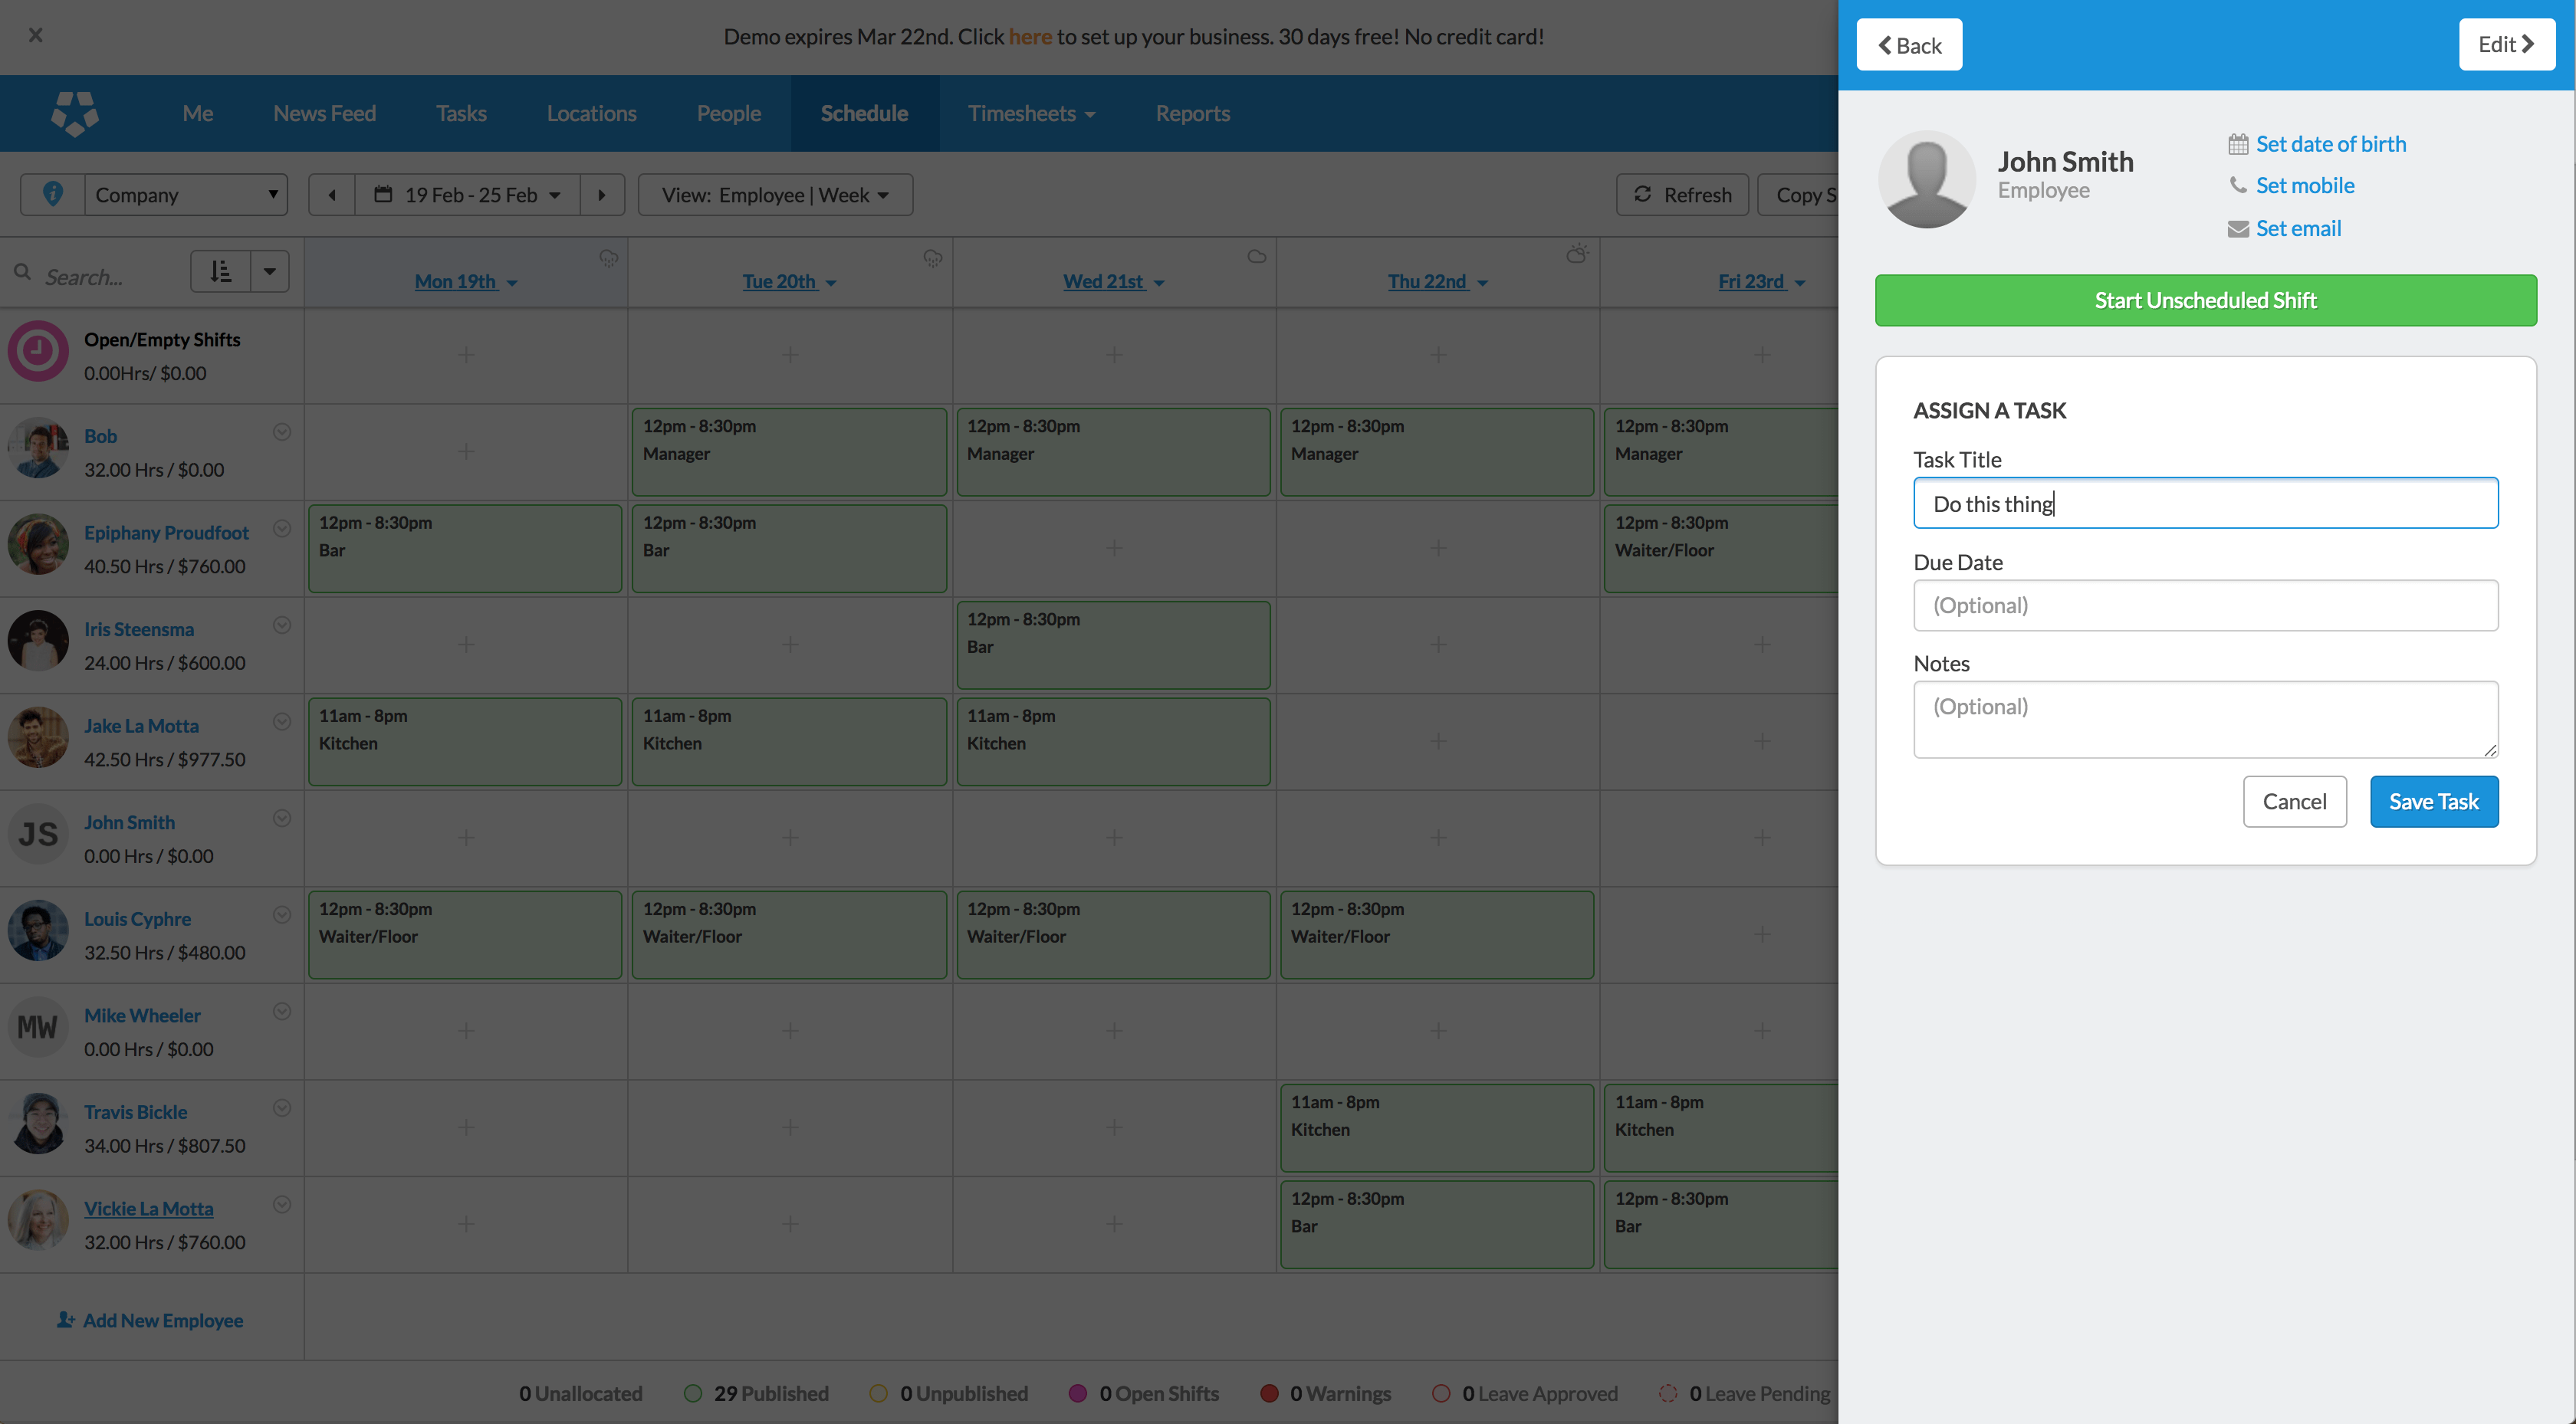 Demo expires Mar 22nd. Click here to set up your business. 30 days free! No credit card!
Me News Feed Tasks Locations People Schedule Timesheets Reports
Company 19 Feb - 25 Feb View: Employee | Week Refresh Copy S
Search... Mon 19th Tue 20th Wed 21st Thu 22nd Fri 23rd
Open/Empty Shifts
0.00Hrs/ $0.00
Bob
32.00 Hrs / $0.00
12pm - 8:30pm 12pm - 8:30pm 12pm - 8:30pm 12pm - 8:30pm
Manager Manager Manager Manager
Epiphany Proudfoot
40.50 Hrs / $760.00
12pm - 8:30pm 12pm - 8:30pm 12pm - 8:30pm
Bar Bar Waiter/Floor
Iris Steensma
24.00 Hrs / $600.00
12pm - 8:30pm
Bar
Jake La Motta
42.50 Hrs / $977.50
11am - 8pm 11am - 8pm 11am - 8pm
Kitchen Kitchen Kitchen
JS
John Smith
0.00 Hrs / $0.00
Louis Cyphre
32.50 Hrs / $480.00
12pm - 8:30pm 12pm - 8:30pm 12pm - 8:30pm 12pm - 8:30pm
Waiter/Floor Waiter/Floor Waiter/Floor Waiter/Floor
MW
Mike Wheeler
0.00 Hrs / $0.00
Travis Bickle
34.00 Hrs / $807.50
11am - 8pm 11am - 8pm
Kitchen Kitchen
Vickie La Motta
32.00 Hrs / $760.00
12pm - 8:30pm 12pm - 8:30pm
Bar Bar
Add New Employee
0 Unallocated 29 Published 0 Unpublished 0 Open Shifts 0 Warnings 0 Leave Approved 0 Leave Pending
Back Edit
John Smith
Employee
Set date of birth
Set mobile
Set email
Start Unscheduled Shift
ASSIGN A TASK
Task Title
Do this thing
Due Date
(Optional)
Notes
(Optional)
Cancel Save Task